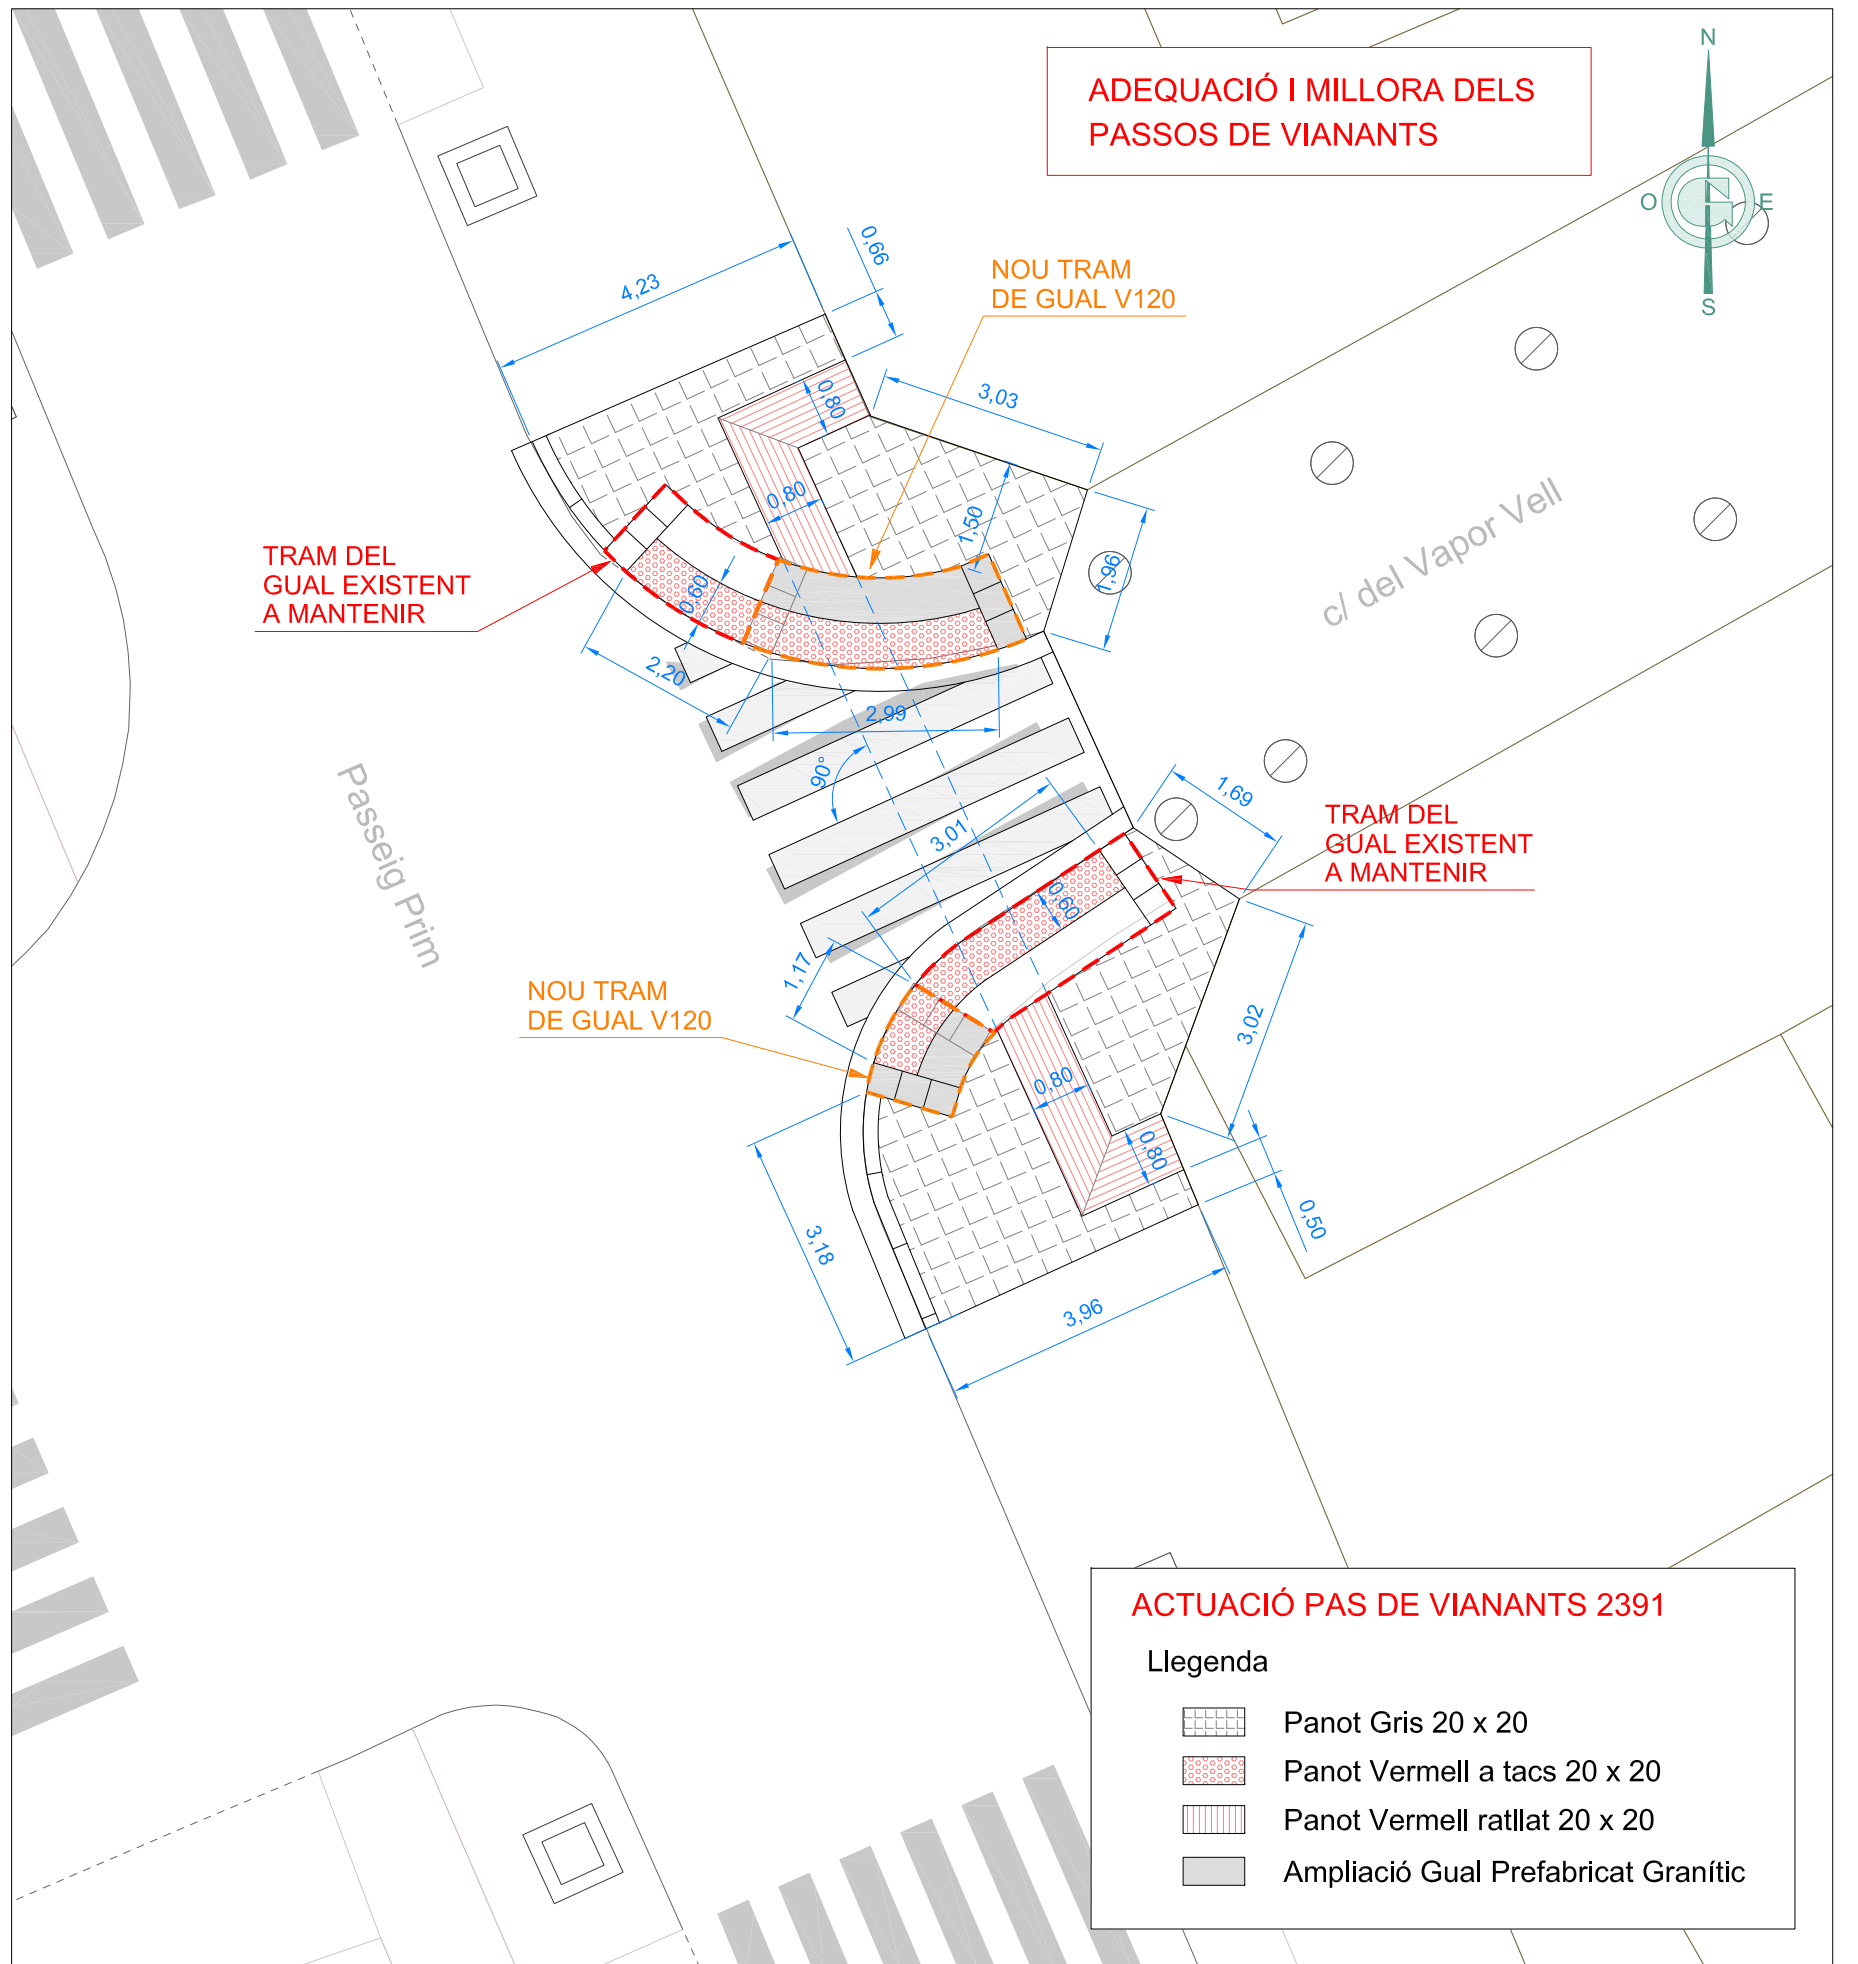 ADEQUACIÓ I MILLORA DELS
PASSOS DE VIANANTS
N
O
E
S
0,66
4,23
NOU TRAM
DE GUAL V120
0,80
3,03
0,80
1,50
1,96
TRAM DEL
GUAL EXISTENT
A MANTENIR
0,60
2,20
2,99
90°
c/ del Vapor Vell
Passeig Prim
3,01
1,69
TRAM DEL
GUAL EXISTENT
A MANTENIR
0,60
1,17
NOU TRAM
DE GUAL V120
3,02
0,80
0,80
0,50
3,18
3,96
ACTUACIÓ PAS DE VIANANTS 2391
Llegenda
Panot Gris 20 x 20
Panot Vermell a tacs 20 x 20
Panot Vermell ratllat 20 x 20
Ampliació Gual Prefabricat Granític